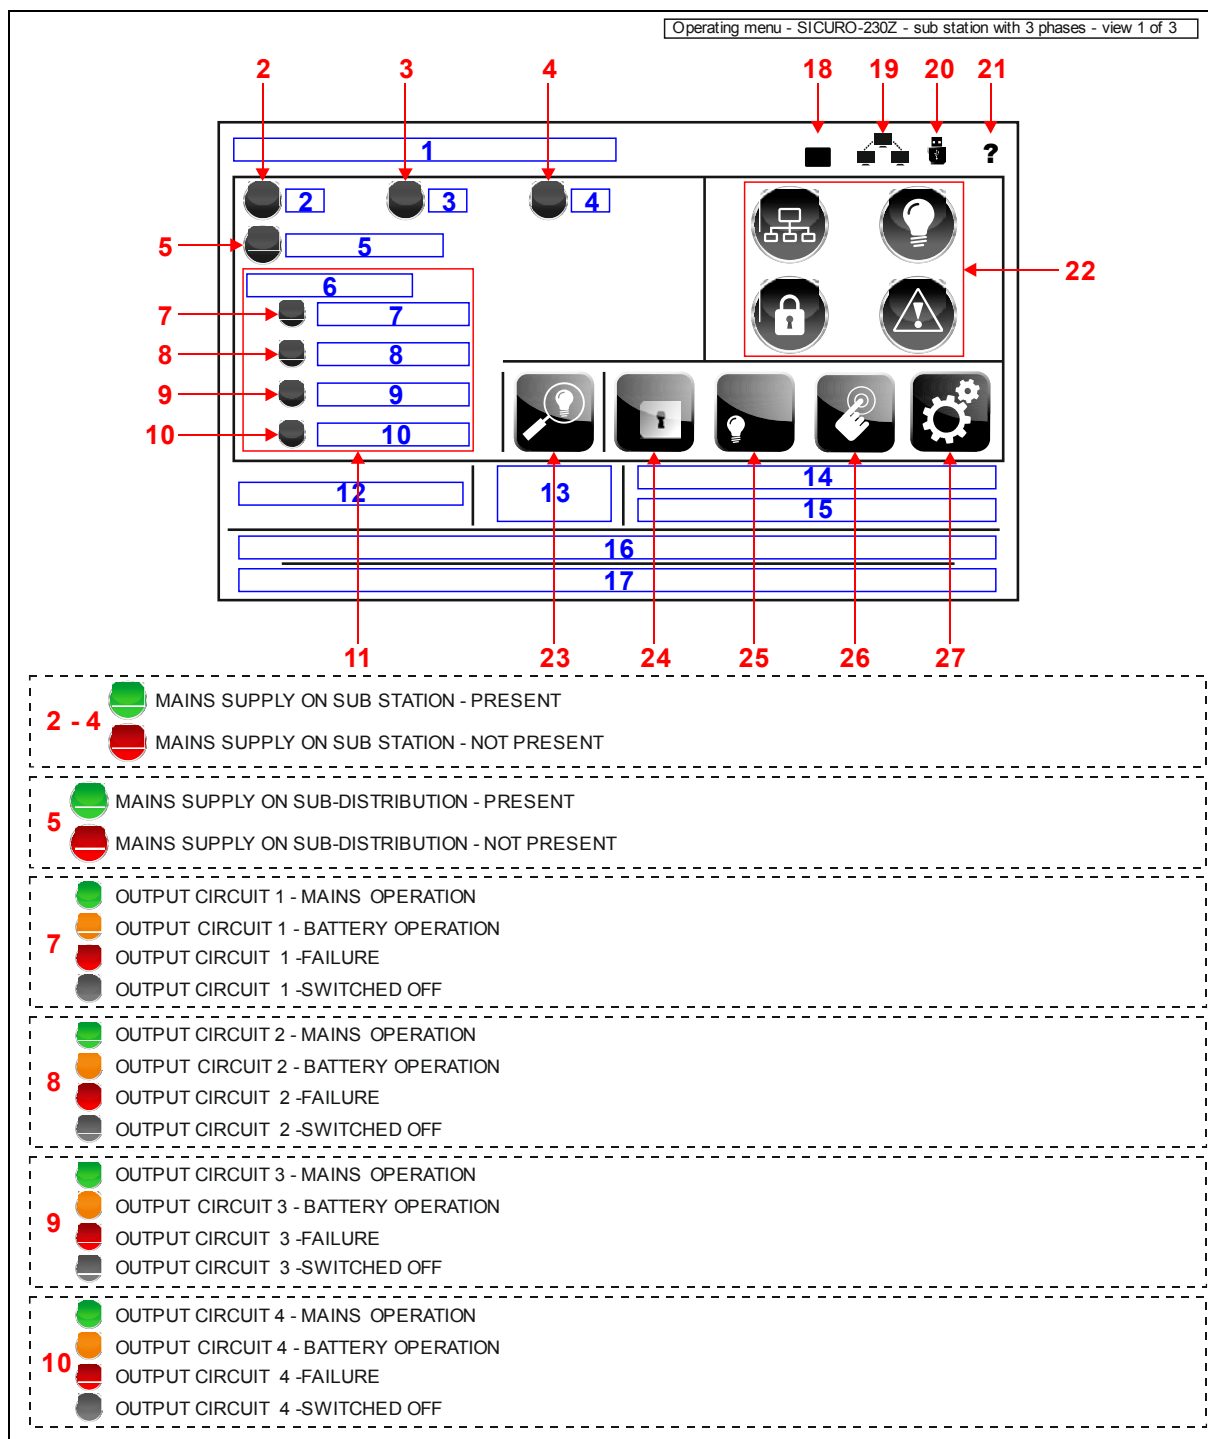 Operating menu - SICURO-230Z - sub station with 3 phases - view 1 of 3
2 3 4 18 19 20 21
1
?
2 3 4
5 5
22
6
7 7
8 8
9 9
10 10
12 13 14
15
16
17
11 23 24 25 26 27
2 - 4
MAINS SUPPLY ON SUB STATION - PRESENT
MAINS SUPPLY ON SUB STATION - NOT PRESENT
5
MAINS SUPPLY ON SUB-DISTRIBUTION - PRESENT
MAINS SUPPLY ON SUB-DISTRIBUTION - NOT PRESENT
7
OUTPUT CIRCUIT 1 - MAINS OPERATION
OUTPUT CIRCUIT 1 - BATTERY OPERATION
OUTPUT CIRCUIT 1 -FAILURE
OUTPUT CIRCUIT 1 -SWITCHED OFF
8
OUTPUT CIRCUIT 2 - MAINS OPERATION
OUTPUT CIRCUIT 2 - BATTERY OPERATION
OUTPUT CIRCUIT 2 -FAILURE
OUTPUT CIRCUIT 2 -SWITCHED OFF
9
OUTPUT CIRCUIT 3 - MAINS OPERATION
OUTPUT CIRCUIT 3 - BATTERY OPERATION
OUTPUT CIRCUIT 3 -FAILURE
OUTPUT CIRCUIT 3 -SWITCHED OFF
10
OUTPUT CIRCUIT 4 - MAINS OPERATION
OUTPUT CIRCUIT 4 - BATTERY OPERATION
OUTPUT CIRCUIT 4 -FAILURE
OUTPUT CIRCUIT 4 -SWITCHED OFF